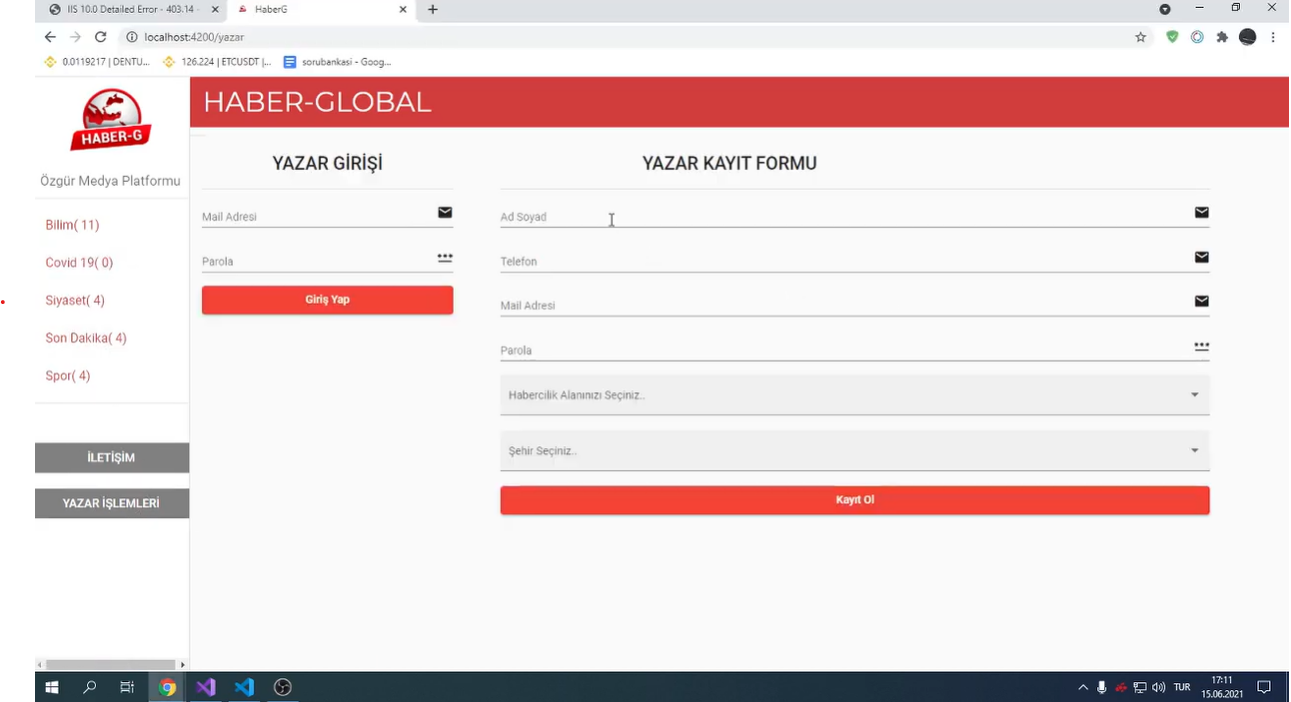 IIS 10.0 Detailed Error - 403.14 -
HaberG
localhost:4200/yazar
0.0119217 | DENTU...
126.224 | ETCUSDT |...
sorubankasi - Goog...
HABER-G
HABER-GLOBAL
Özgür Medya Platformu
Bilim( 11)
Covid 19( 0)
Siyaset( 4)
Son Dakika( 4)
Spor( 4)
İLETİŞİM
YAZAR İŞLEMLERİ
YAZAR GİRİŞİ
Mail Adresi
Parola
Giriş Yap
YAZAR KAYIT FORMU
Ad Soyad
Telefon
Mail Adresi
Parola
Habercilik Alanınızı Seçiniz..
Şehir Seçiniz..
Kayıt Ol
TUR
17:11
15.06.2021